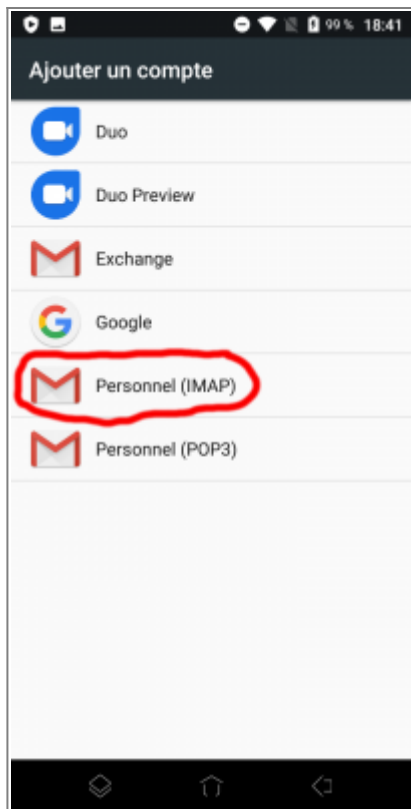 99 % 18:41
Ajouter un compte
Duo
Duo Preview
Exchange
Google
Personnel (IMAP)
Personnel (POP3)